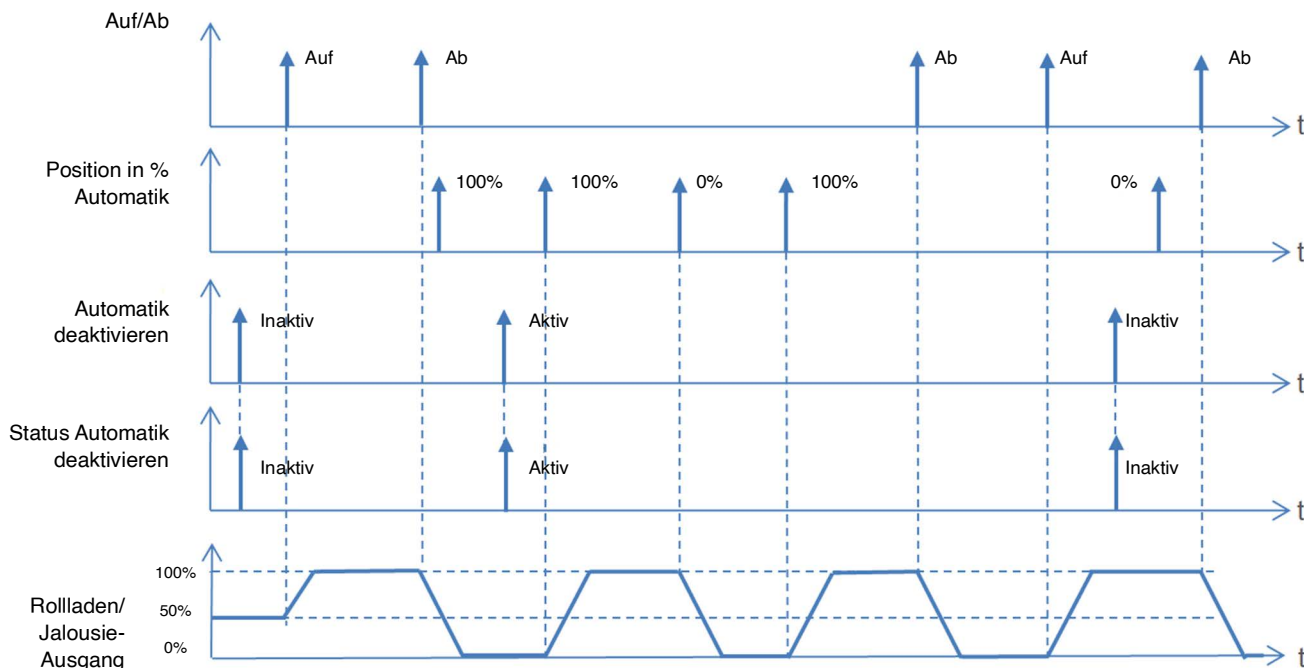 Auf/Ab
Auf
Ab
Ab
Auf
Ab
t
Position in %
Automatik
100%
100%
0%
100%
0%
t
Automatik
deaktivieren
Inaktiv
Aktiv
Inaktiv
t
Status Automatik
deaktivieren
Inaktiv
Aktiv
Inaktiv
t
Rollladen/
Jalousie-
Ausgang
100%
50%
0%
t